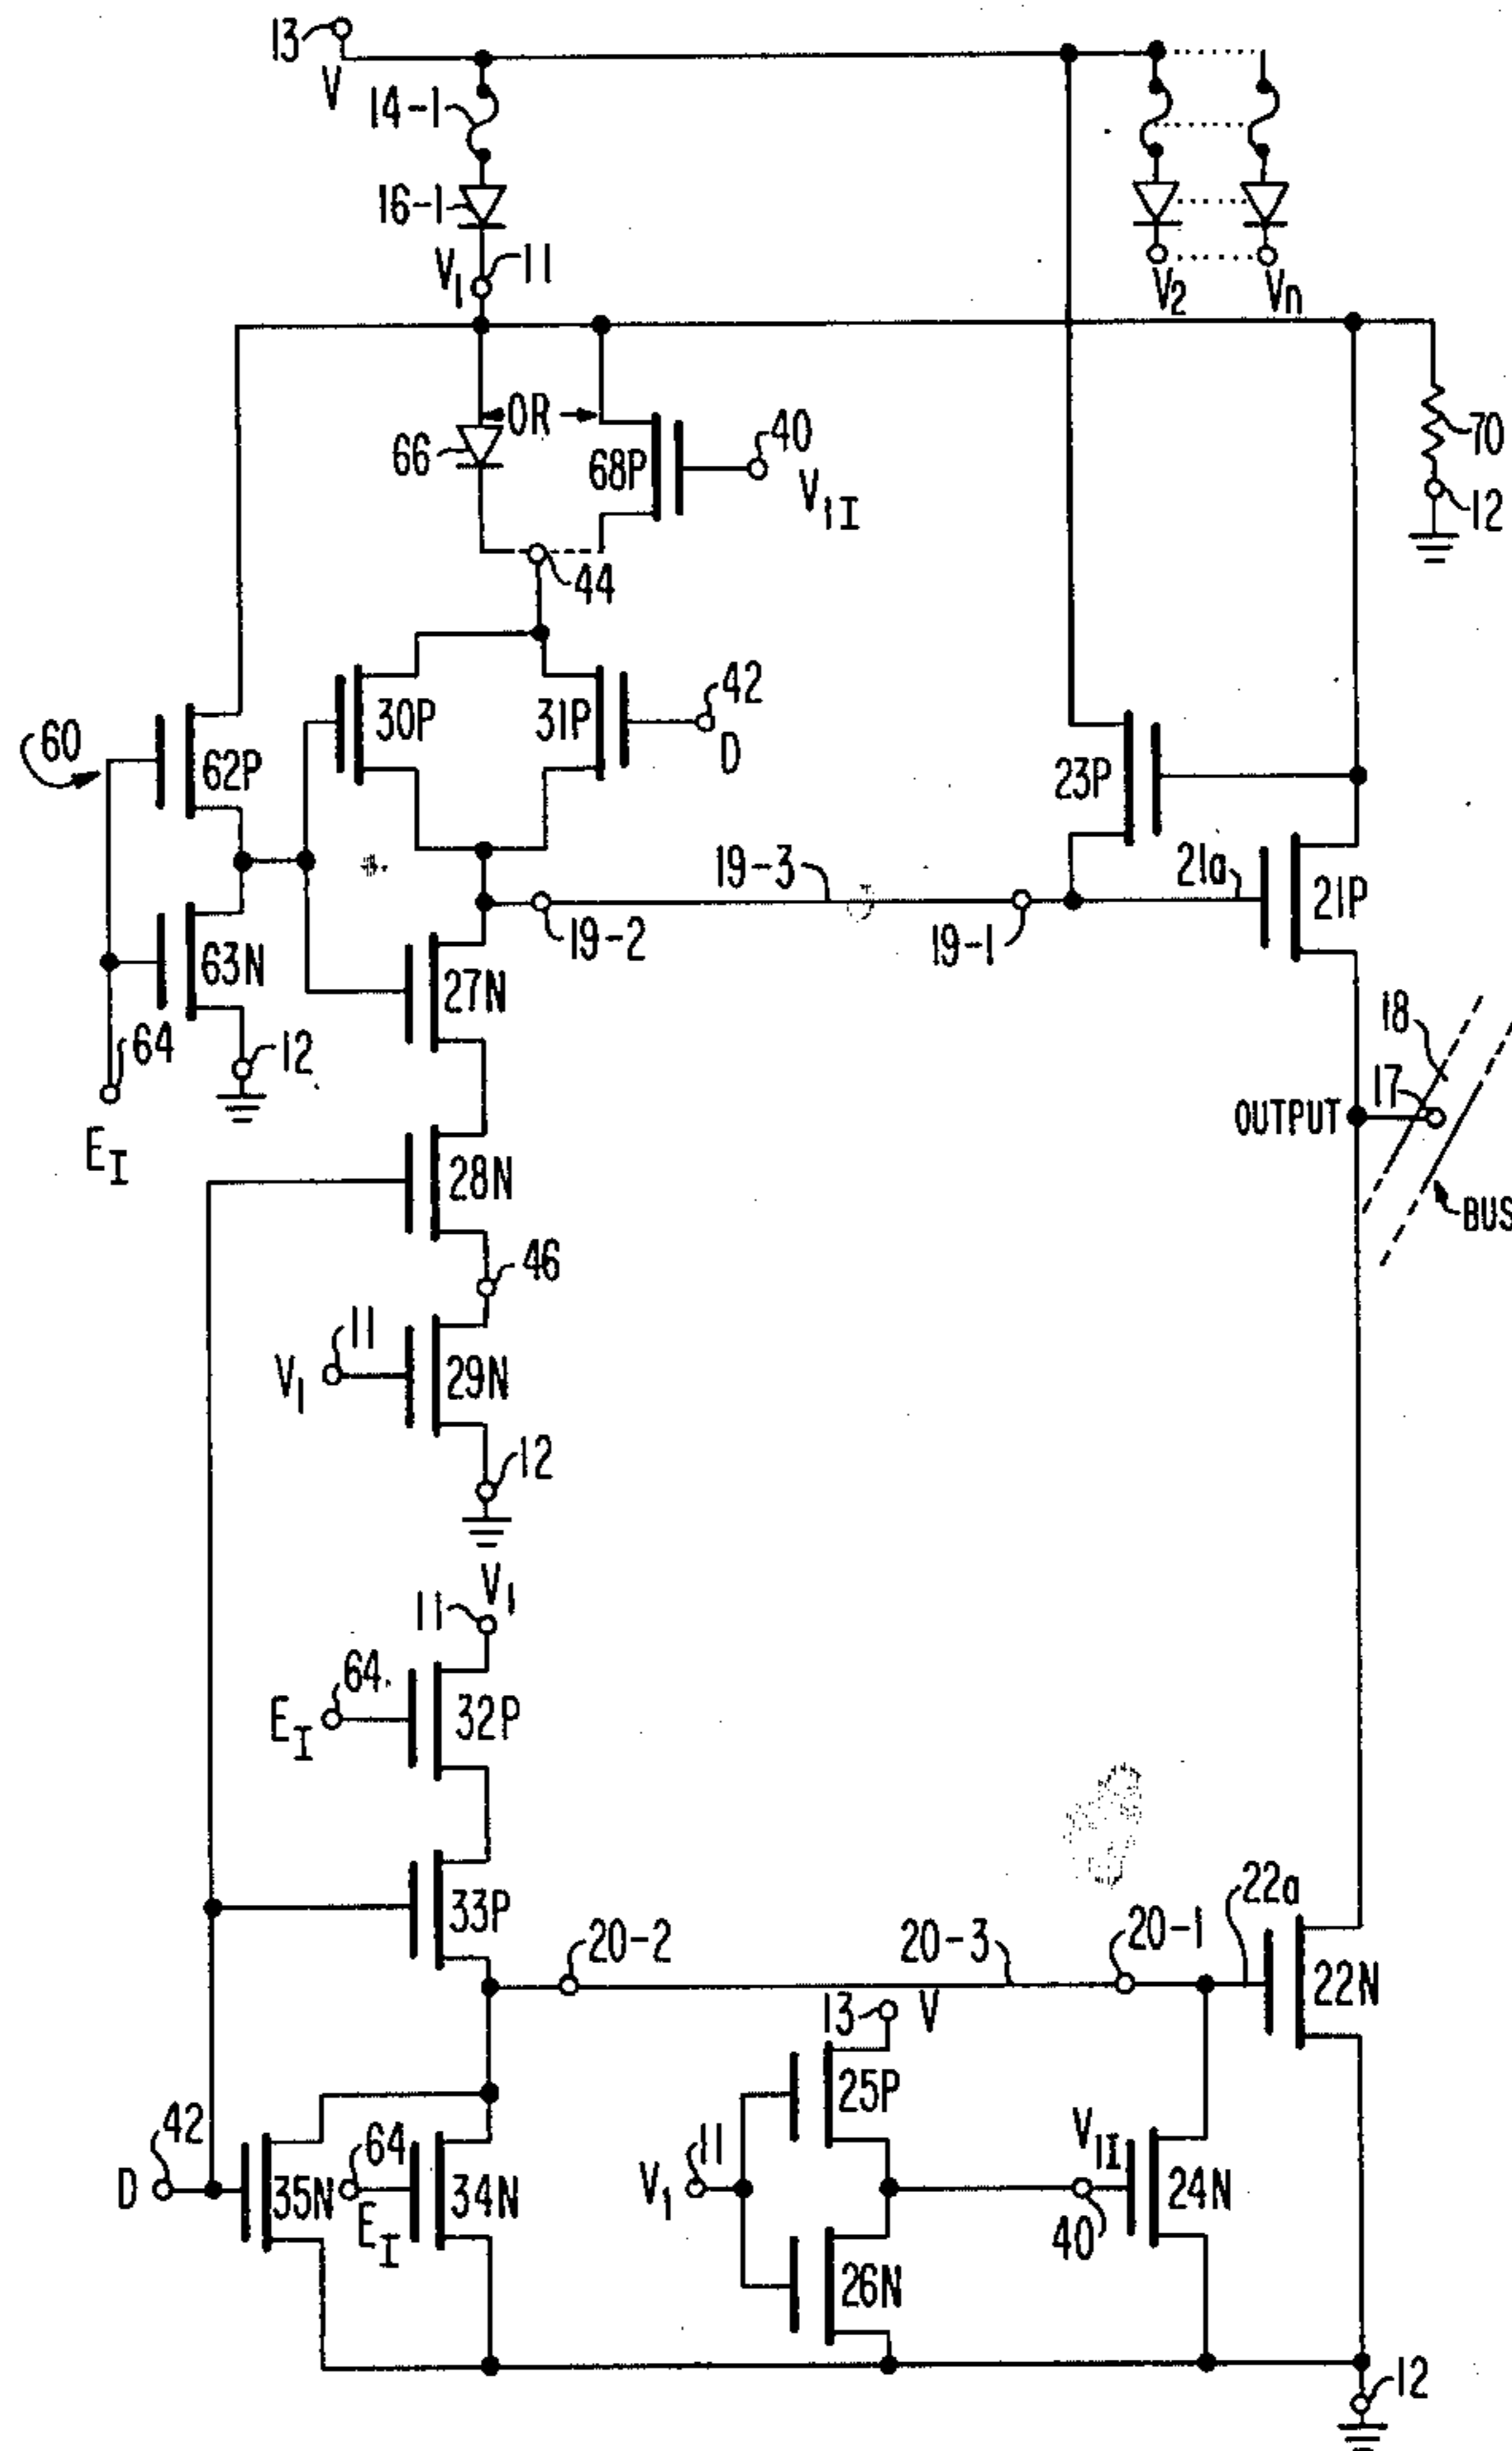 13
V
14-1
16-1
V1
11
V2
Vn
OR
66
68P
40
V1I
70
12
44
60
62P
30P
31P
42
D
23P
21a
21P
19-3
63N
27N
19-2
19-1
64
12
EI
18
17
OUTPUT
BUS
28N
46
11
V1
29N
12
V1
11
64
EI
32P
33P
20-2
20-3
20-1
22a
22N
13
V
25P
42
D
35N
64
EI
34N
11
V1
V1I
40
24N
26N
12